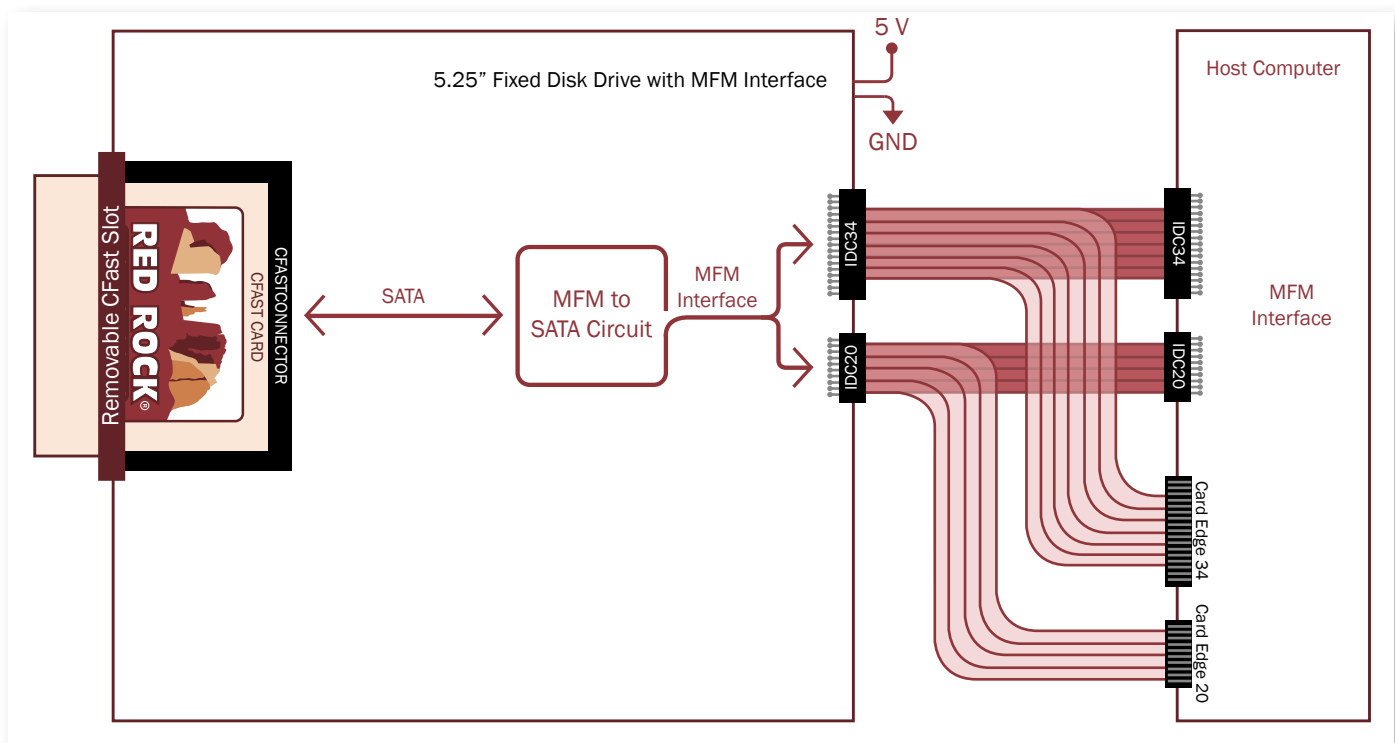 5 V
5.25” Fixed Disk Drive with MFM Interface
GND
Host Computer
Removable CFast Slot
RED ROCK®
CFAST CARD
CFASTCONNECTOR
SATA
MFM to
SATA Circuit
MFM
Interface
IDC34
IDC20
IDC34
IDC20
MFM
Interface
Card Edge 34
Card Edge 20